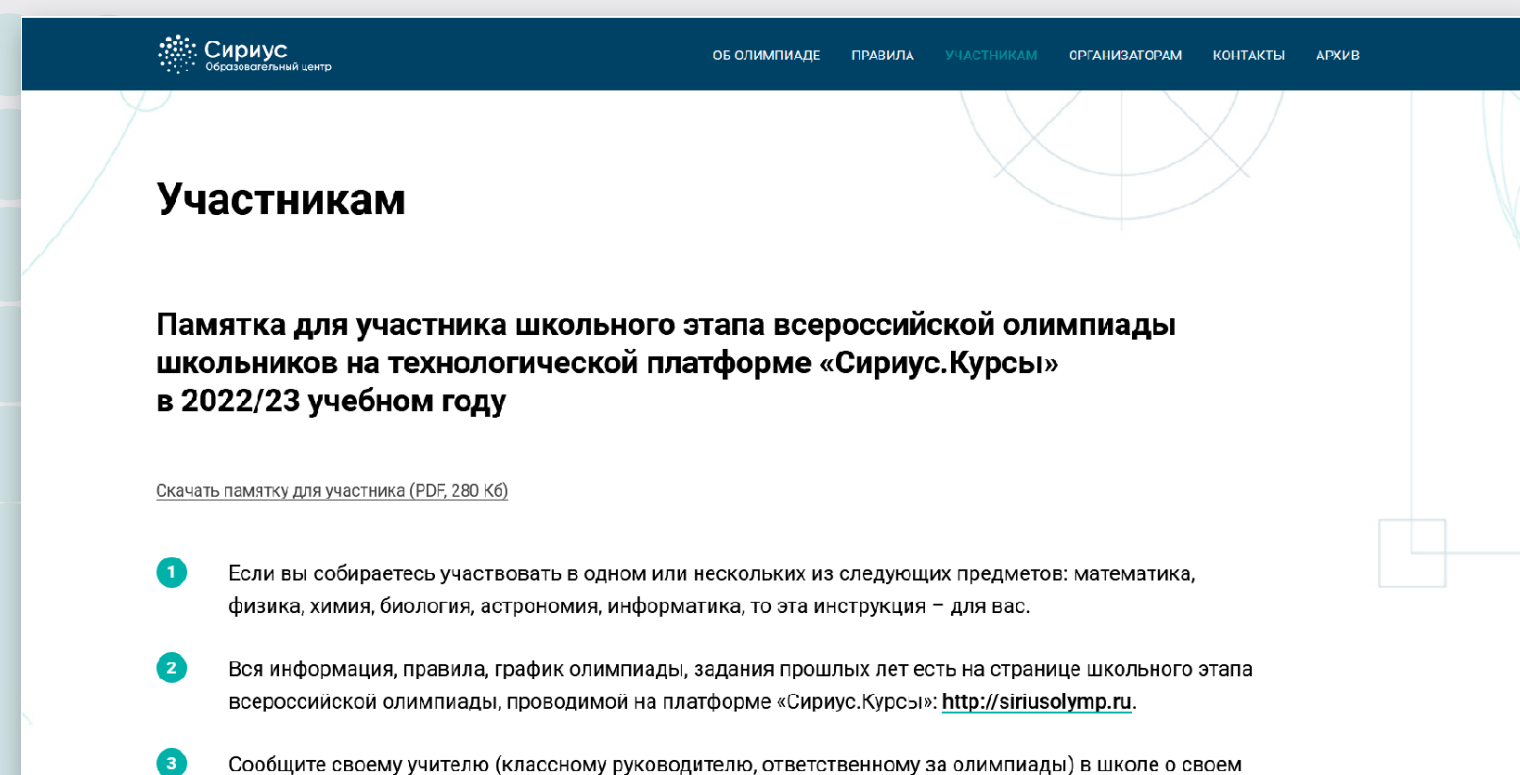 Сириус
Образовательный центр
ОБ ОЛИМПИАДЕ ПРАВИЛА УЧАСТНИКАМ ОРГАНИЗАТОРАМ КОНТАКТЫ АРХИВ
Участникам
Памятка для участника школьного этапа всероссийской олимпиады
школьников на технологической платформе «Сириус.Курсы»
в 2022/23 учебном году
Скачать памятку для участника (PDF, 280 Кб)
1 Если вы собираетесь участвовать в одном или нескольких из следующих предметов: математика,
физика, химия, биология, астрономия, информатика, то эта инструкция – для вас.
2 Вся информация, правила, график олимпиады, задания прошлых лет есть на странице школьного этапа
всероссийской олимпиады, проводимой на платформе «Сириус.Курсы»: http://siriusolymp.ru.
3 Сообщите своему учителю (классному руководителю, ответственному за олимпиады) в школе о своем